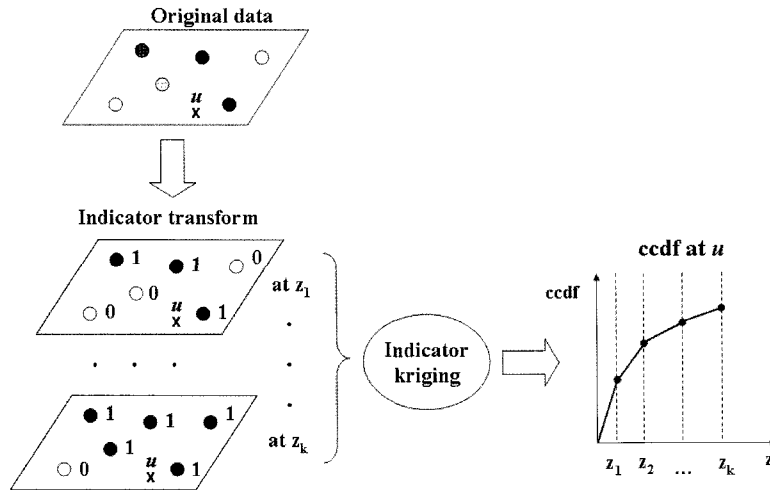 Original data
u
x
Indicator transform
1 1 0
0 0 u x 1
at z1
. . .
.
.
.
1 1 1
1
0 u x 1
at zk
Indicator
kriging
ccdf at u
ccdf
z1 z2 ... zk z